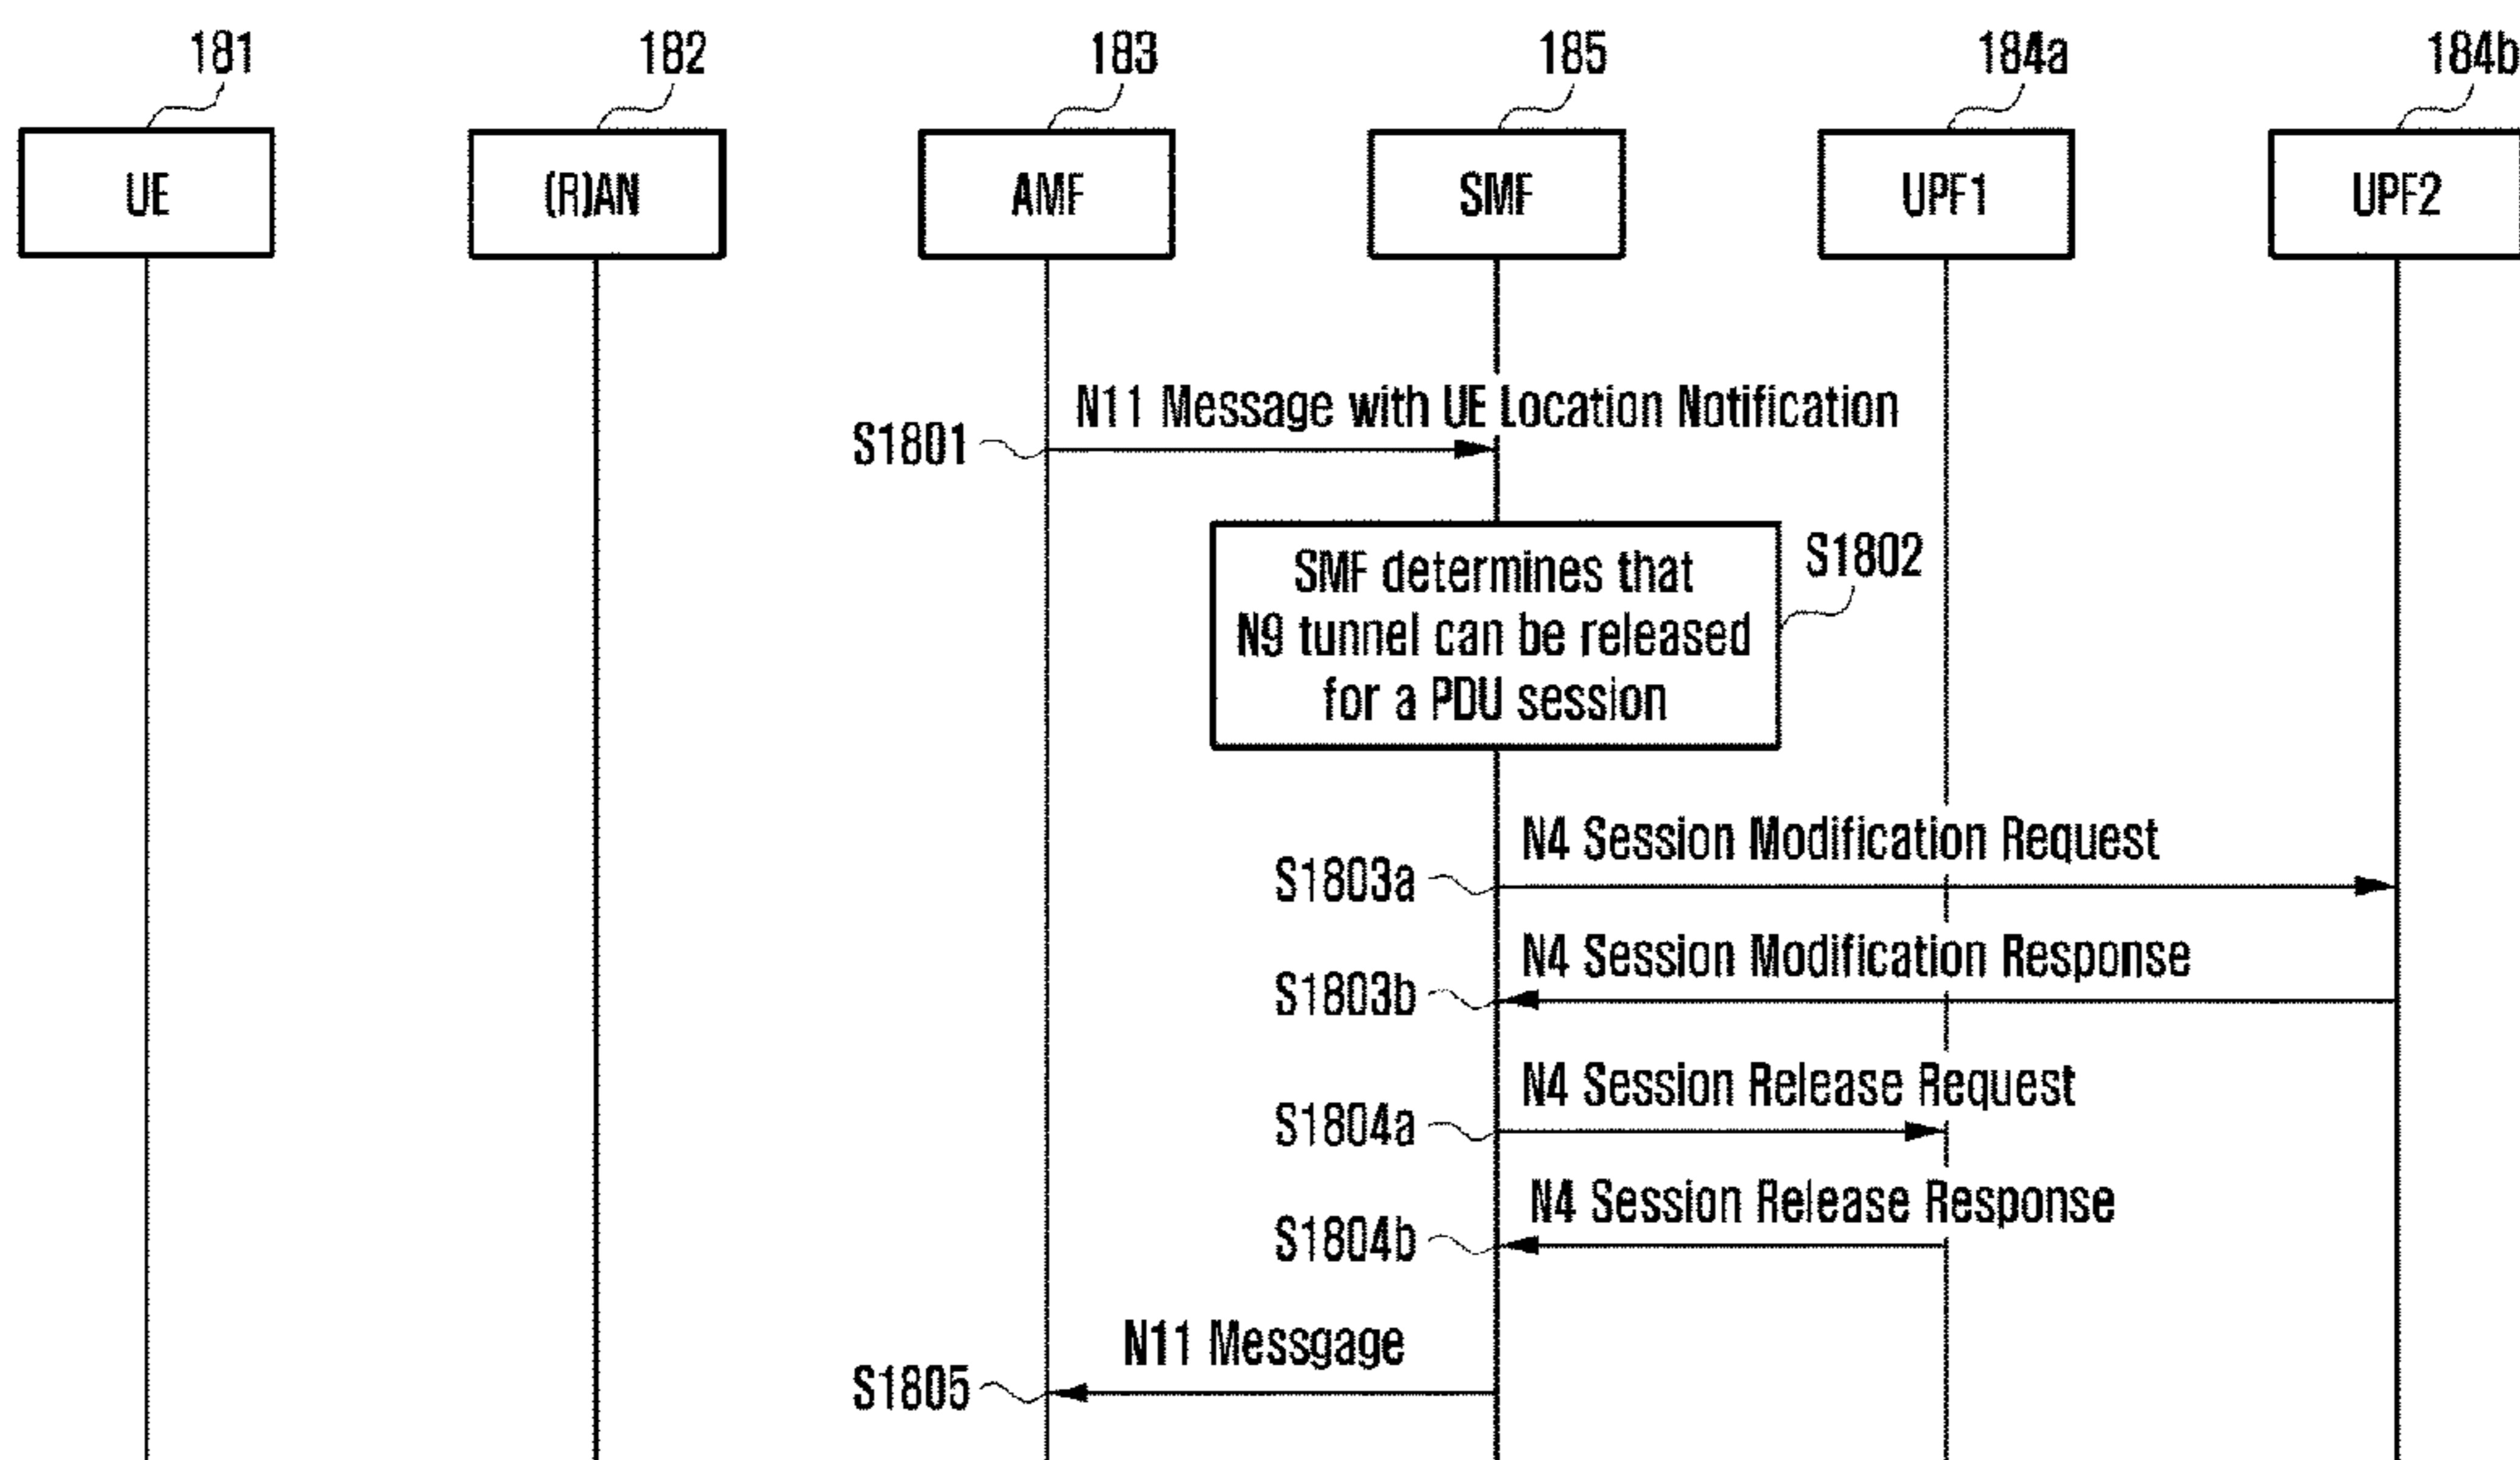 181
182
183
185
184a
184b
UE
(R)AN
AMF
SMF
UPF1
UPF2
N11 Message with UE Location Notification
S1801
SMF determines that
N9 tunnel can be released
for a PDU session
S1802
N4 Session Modification Request
S1803a
N4 Session Modification Response
S1803b
N4 Session Release Request
S1804a
N4 Session Release Response
S1804b
N11 Messgage
S1805